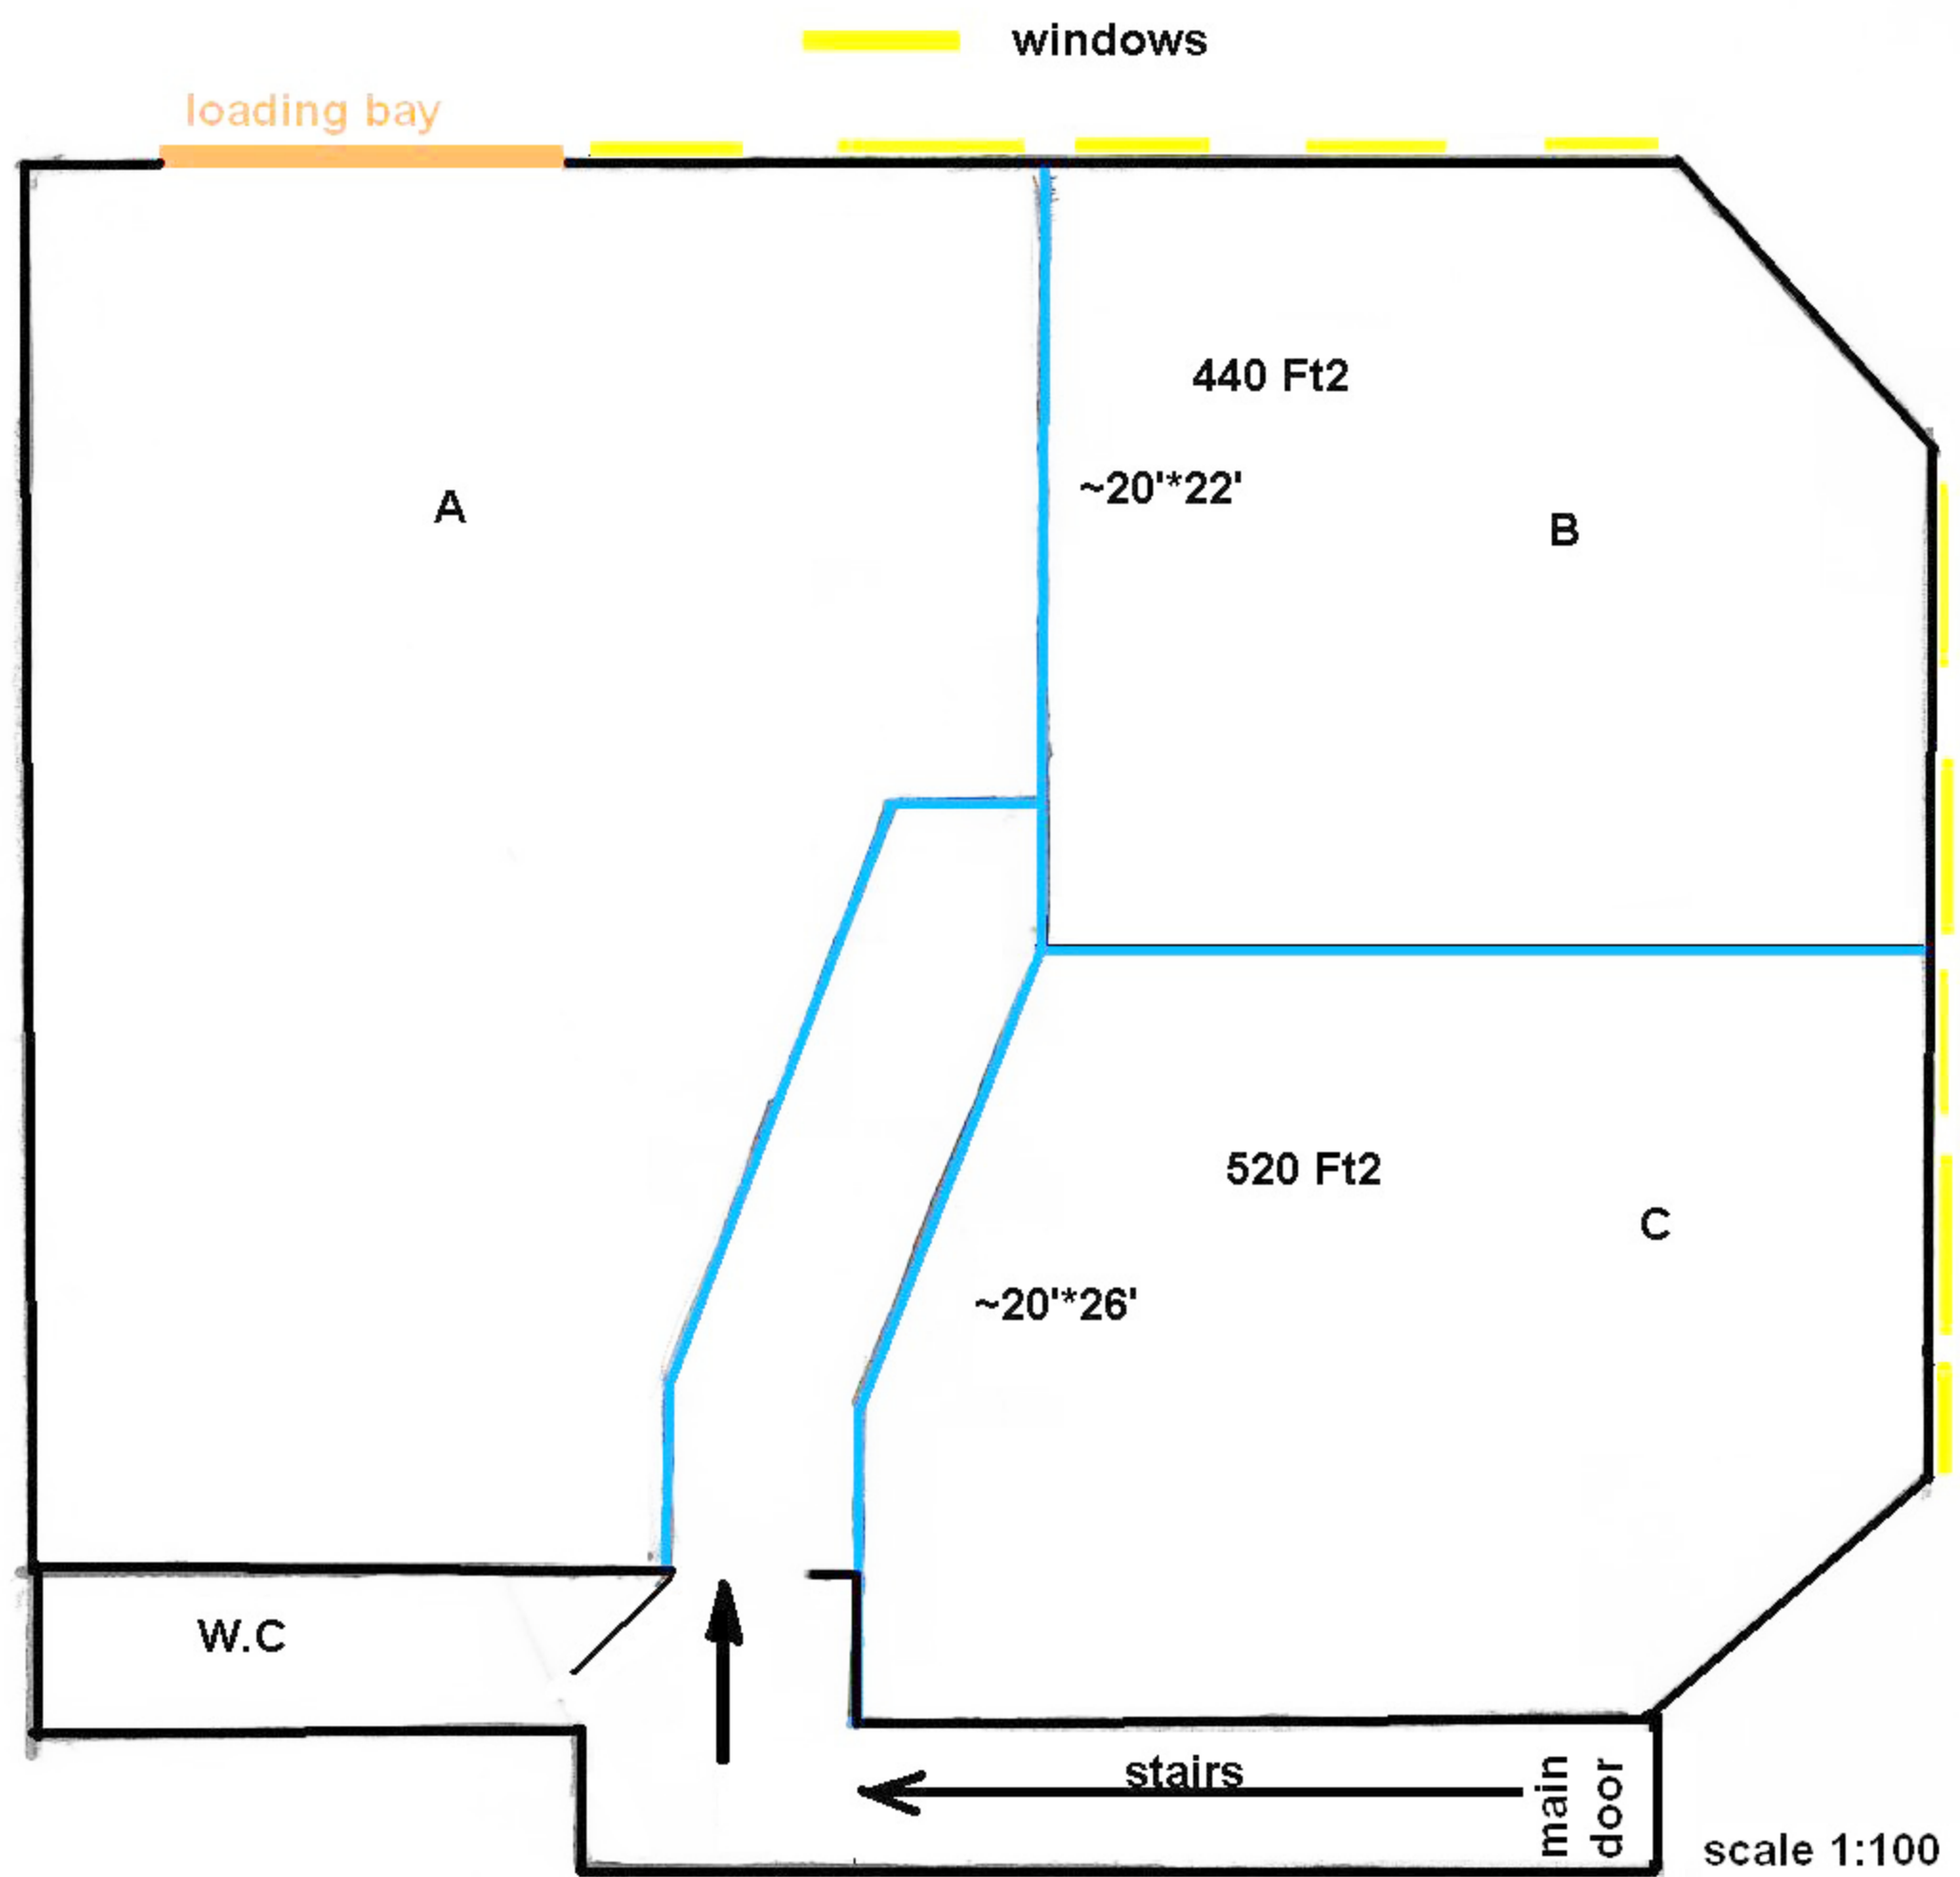 windows
loading bay
440 Ft2
~20'*22'
A
B
520 Ft2
C
~20'*26'
W.C
stairs
main
door
scale 1:100